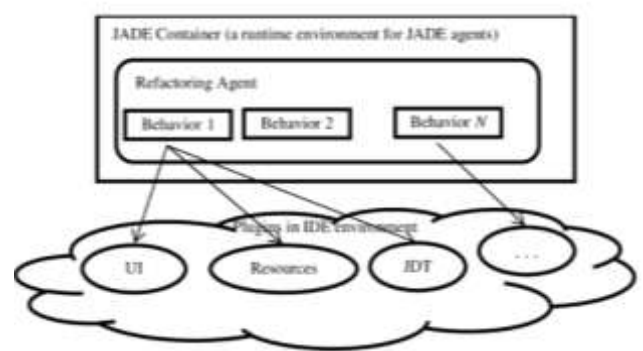 JADE Container (a runtime environment for JADE agents)
Refactoring Agent
Behavior 1
Behavior 2
Behavior N
Plugins in IDE environment
UI
Resources
JDT
...